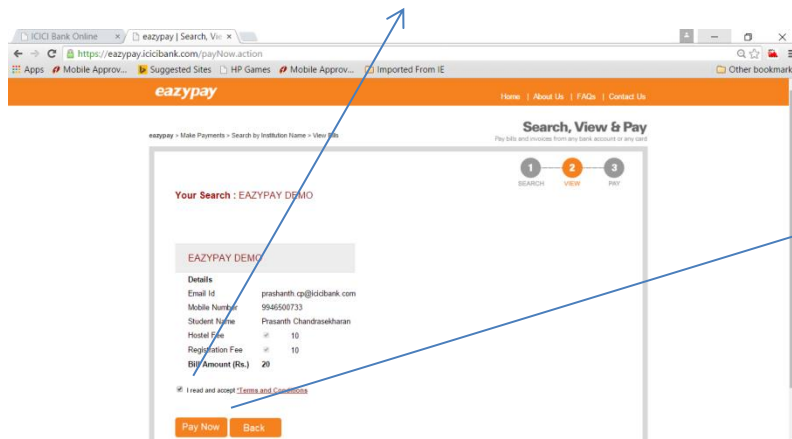 ICICI Bank Online
eazypay | Search, Vie
https://eazypay.icicibank.com/payNow.action
Apps Mobile Approv... Suggested Sites HP Games Mobile Approv... Imported From IE Other bookmark
eazypay
Home | About Us | FAQs | Contact Us
Search, View & Pay
eazypay > Make Payments > Search by Institution Name > View Bills
Pay bills and invoices from any bank account or any card
1 2 3
SEARCH VIEW PAY
Your Search : EAZYPAY DEMO
EAZYPAY DEMO
Details
Email Id prashanth.cp@icicibank.com
Mobile Number 9946500733
Student Name Prasanth Chandrasekharan
Hostel Fee 10
Registration Fee 10
Bill Amount (Rs.) 20
I read and accept *Terms and Conditions
Pay Now Back